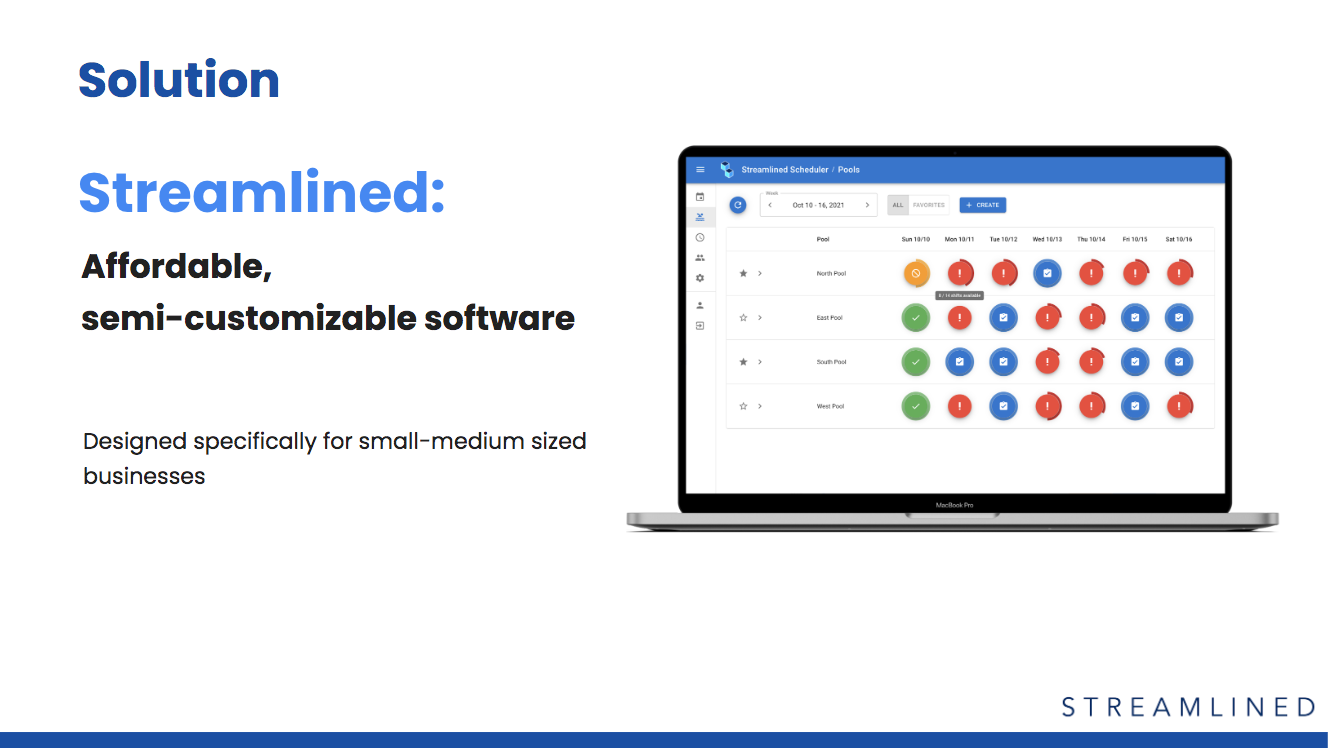 Solution
Streamlined:
Affordable,
semi-customizable software
Designed specifically for small-medium sized
businesses
Streamlined Scheduler / Pools
Week
Oct 10 - 16, 2021
ALL FAVORITES
+ CREATE
Pool Sun 10/10 Mon 10/11 Tue 10/12 Wed 10/13 Thu 10/14 Fri 10/15 Sat 10/16
North Pool
shifts available
East Pool
South Pool
West Pool
MacBook Pro
STREAMLINED